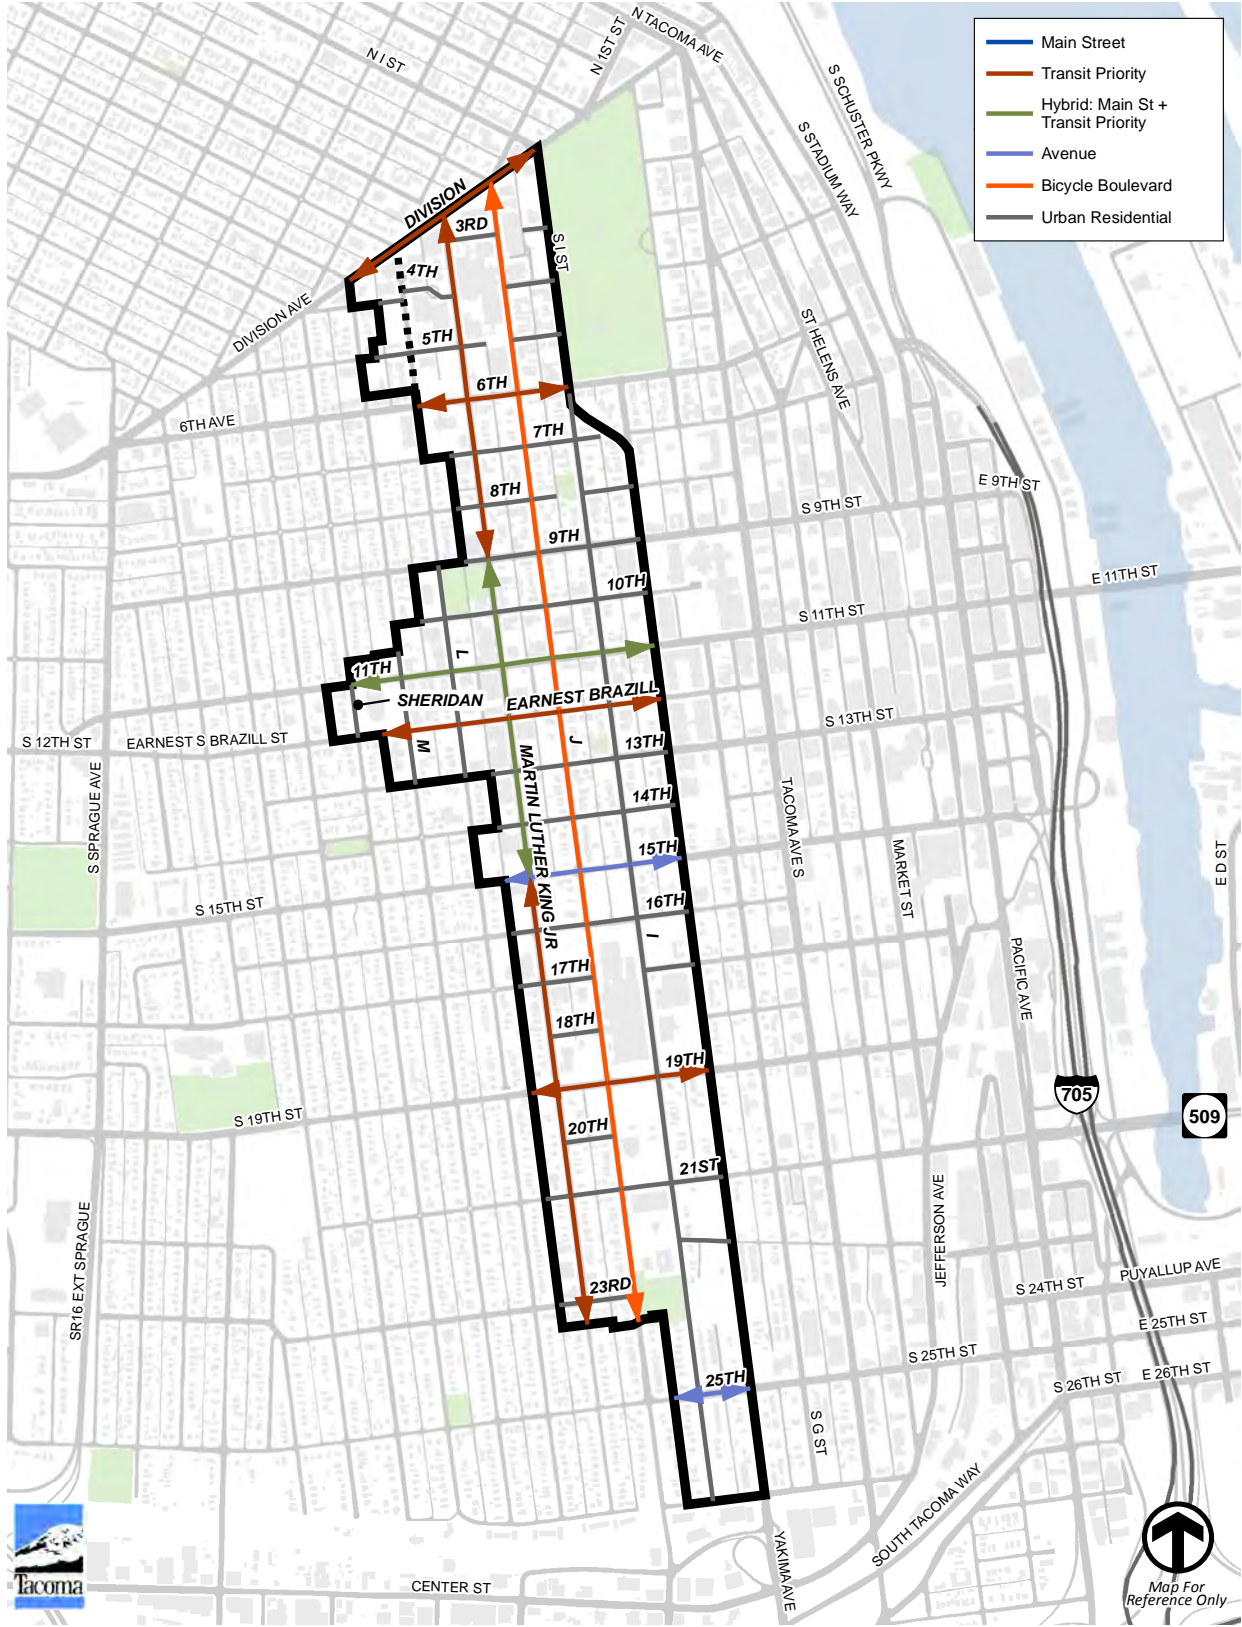 N TACOMA AVE
N 1ST ST
N I ST
S SCHUSTER PKWY
S STADIUM WAY
Main Street
Transit Priority
Hybrid: Main St +
Transit Priority
Avenue
Bicycle Boulevard
Urban Residential
DIVISION
3RD
S I ST
4TH
DIVISION AVE
5TH
ST HELENS AVE
6TH
6TH AVE
7TH
8TH
E 9TH ST
S 9TH ST
9TH
10TH
E 11TH ST
S 11TH ST
L
11TH
SHERIDAN
EARNEST BRAZILL
S 13TH ST
S 12TH ST
EARNEST S BRAZILL ST
M
J
13TH
MARTIN LUTHER KING JR
14TH
S SPRAGUE AVE
TACOMA AVE S
MARKET ST
E D ST
15TH
S 15TH ST
16TH
I
PACIFIC AVE
17TH
18TH
19TH
705
509
S 19TH ST
20TH
21ST
JEFFERSON AVE
SR16 EXT SPRAGUE
23RD
S 24TH ST
PUYALLUP AVE
E 25TH ST
S 25TH ST
S 26TH ST
E 26TH ST
25TH
S G ST
SOUTH TACOMA WAY
YAKIMA AVE
CENTER ST
Tacoma
Map For
Reference Only